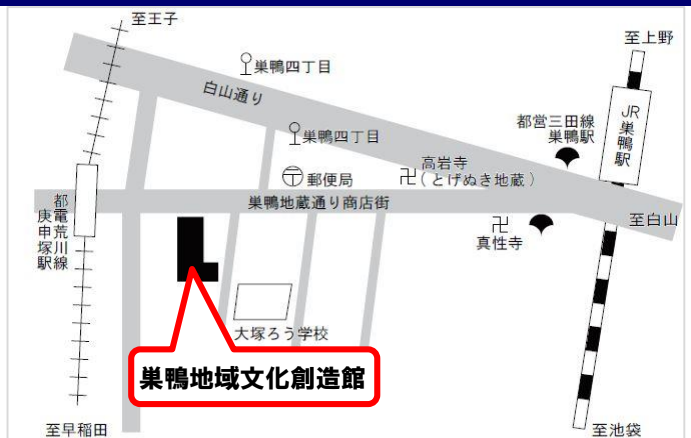 至王子
至上野
巣鴨四丁目
白山通り
JR巣鴨駅
都営三田線
巣鴨駅
巣鴨四丁目
高岩寺
(とげぬき地蔵)
郵便局
巣鴨地蔵通り商店街
都電荒川線
庚申塚駅
至白山
真性寺
大塚ろう学校
巣鴨地域文化創造館
至早稲田
至池袋